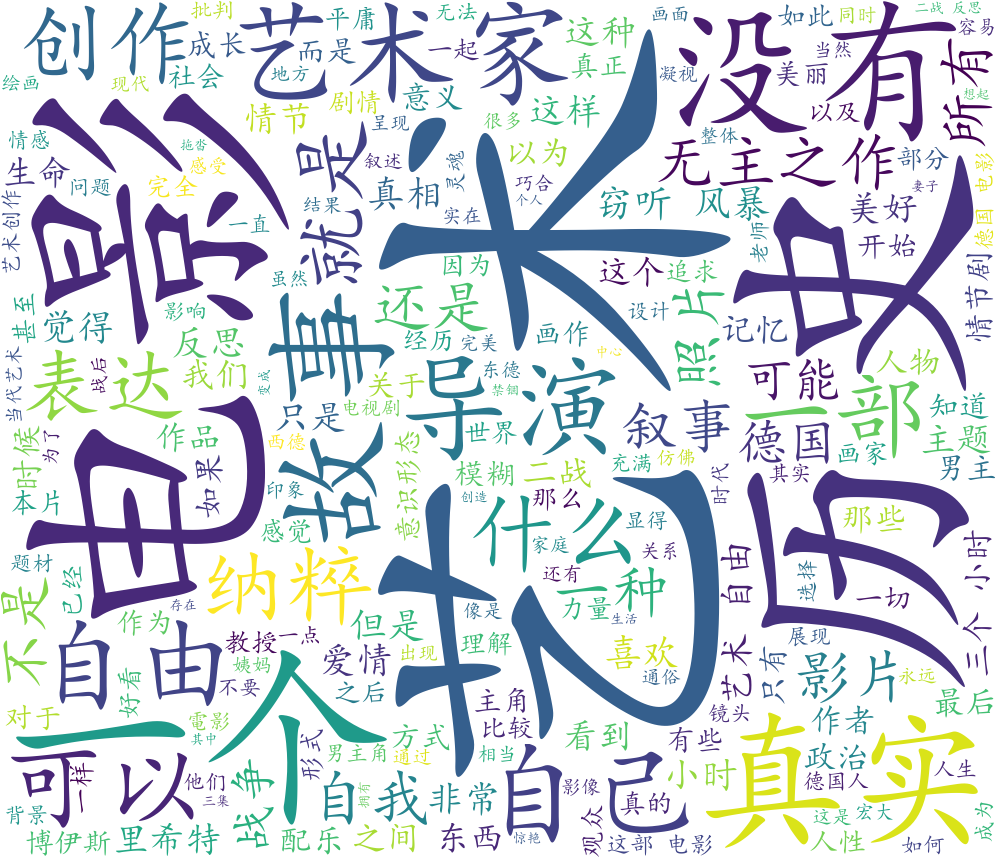 创作
艺术家
批判
平庸
无法
画面
没有
如此
同时
二战 反思
容易
成长
而是
一起
这种
真正
凝视
当然
美丽
所有
绘画
现代
社会
地方
意义
情节
剧情
呈现
很多
这样
整体
以及
想起
情感
拖沓
感受
就是
叙述
灵魂
以为
无主之作
部分
生命
问题
完全
真相
巧合
个人
窃听 风暴
美好
妻子
德国 电影
艺术创作
电影
一直
结果
实在
艺术
老师
开始
历史
虽然
因为
这个
追求
情节剧
甚至
觉得
影响
故事
还是
画作
设计
照片
记忆
当代艺术
战后
反思
经历
完美
可能
人物
表达
我们
变成
关于
东德
禁锢
导演
中心
一部
知道
只是
电视剧
世界
叙事
德国
画家
主题
时候
为了
作品
西德
意识形态
模糊
二战
充满
仿佛
时代
其实
男主
本片
如果
印象
创造
那么
显得
什么
那些
感觉
家庭
关系
题材
已经
纳粹
还有
一种
自由
选择
一切
三个 小时
不是
存在
作为
但是
像是
力量
生活
展现
自由
教授
一点
理解
喜欢
通俗
艺术
只有
影片
永远
好看
姨妈
不要
爱情
出现
主角
镜头
最后
对于
電影
其中
一个
之后
比较
看到
有些
作者
真实
可以
一样
他们
三集
形式
男主角
通过
方式
相当
自己
小时
政治
德国人
人生
背景
战争
自我
拥有
非常
影像
真的
这是
宏大
成为
博伊斯
里希特
配乐
之间
东西
惊艳
观众
这部 电影
人性
如何